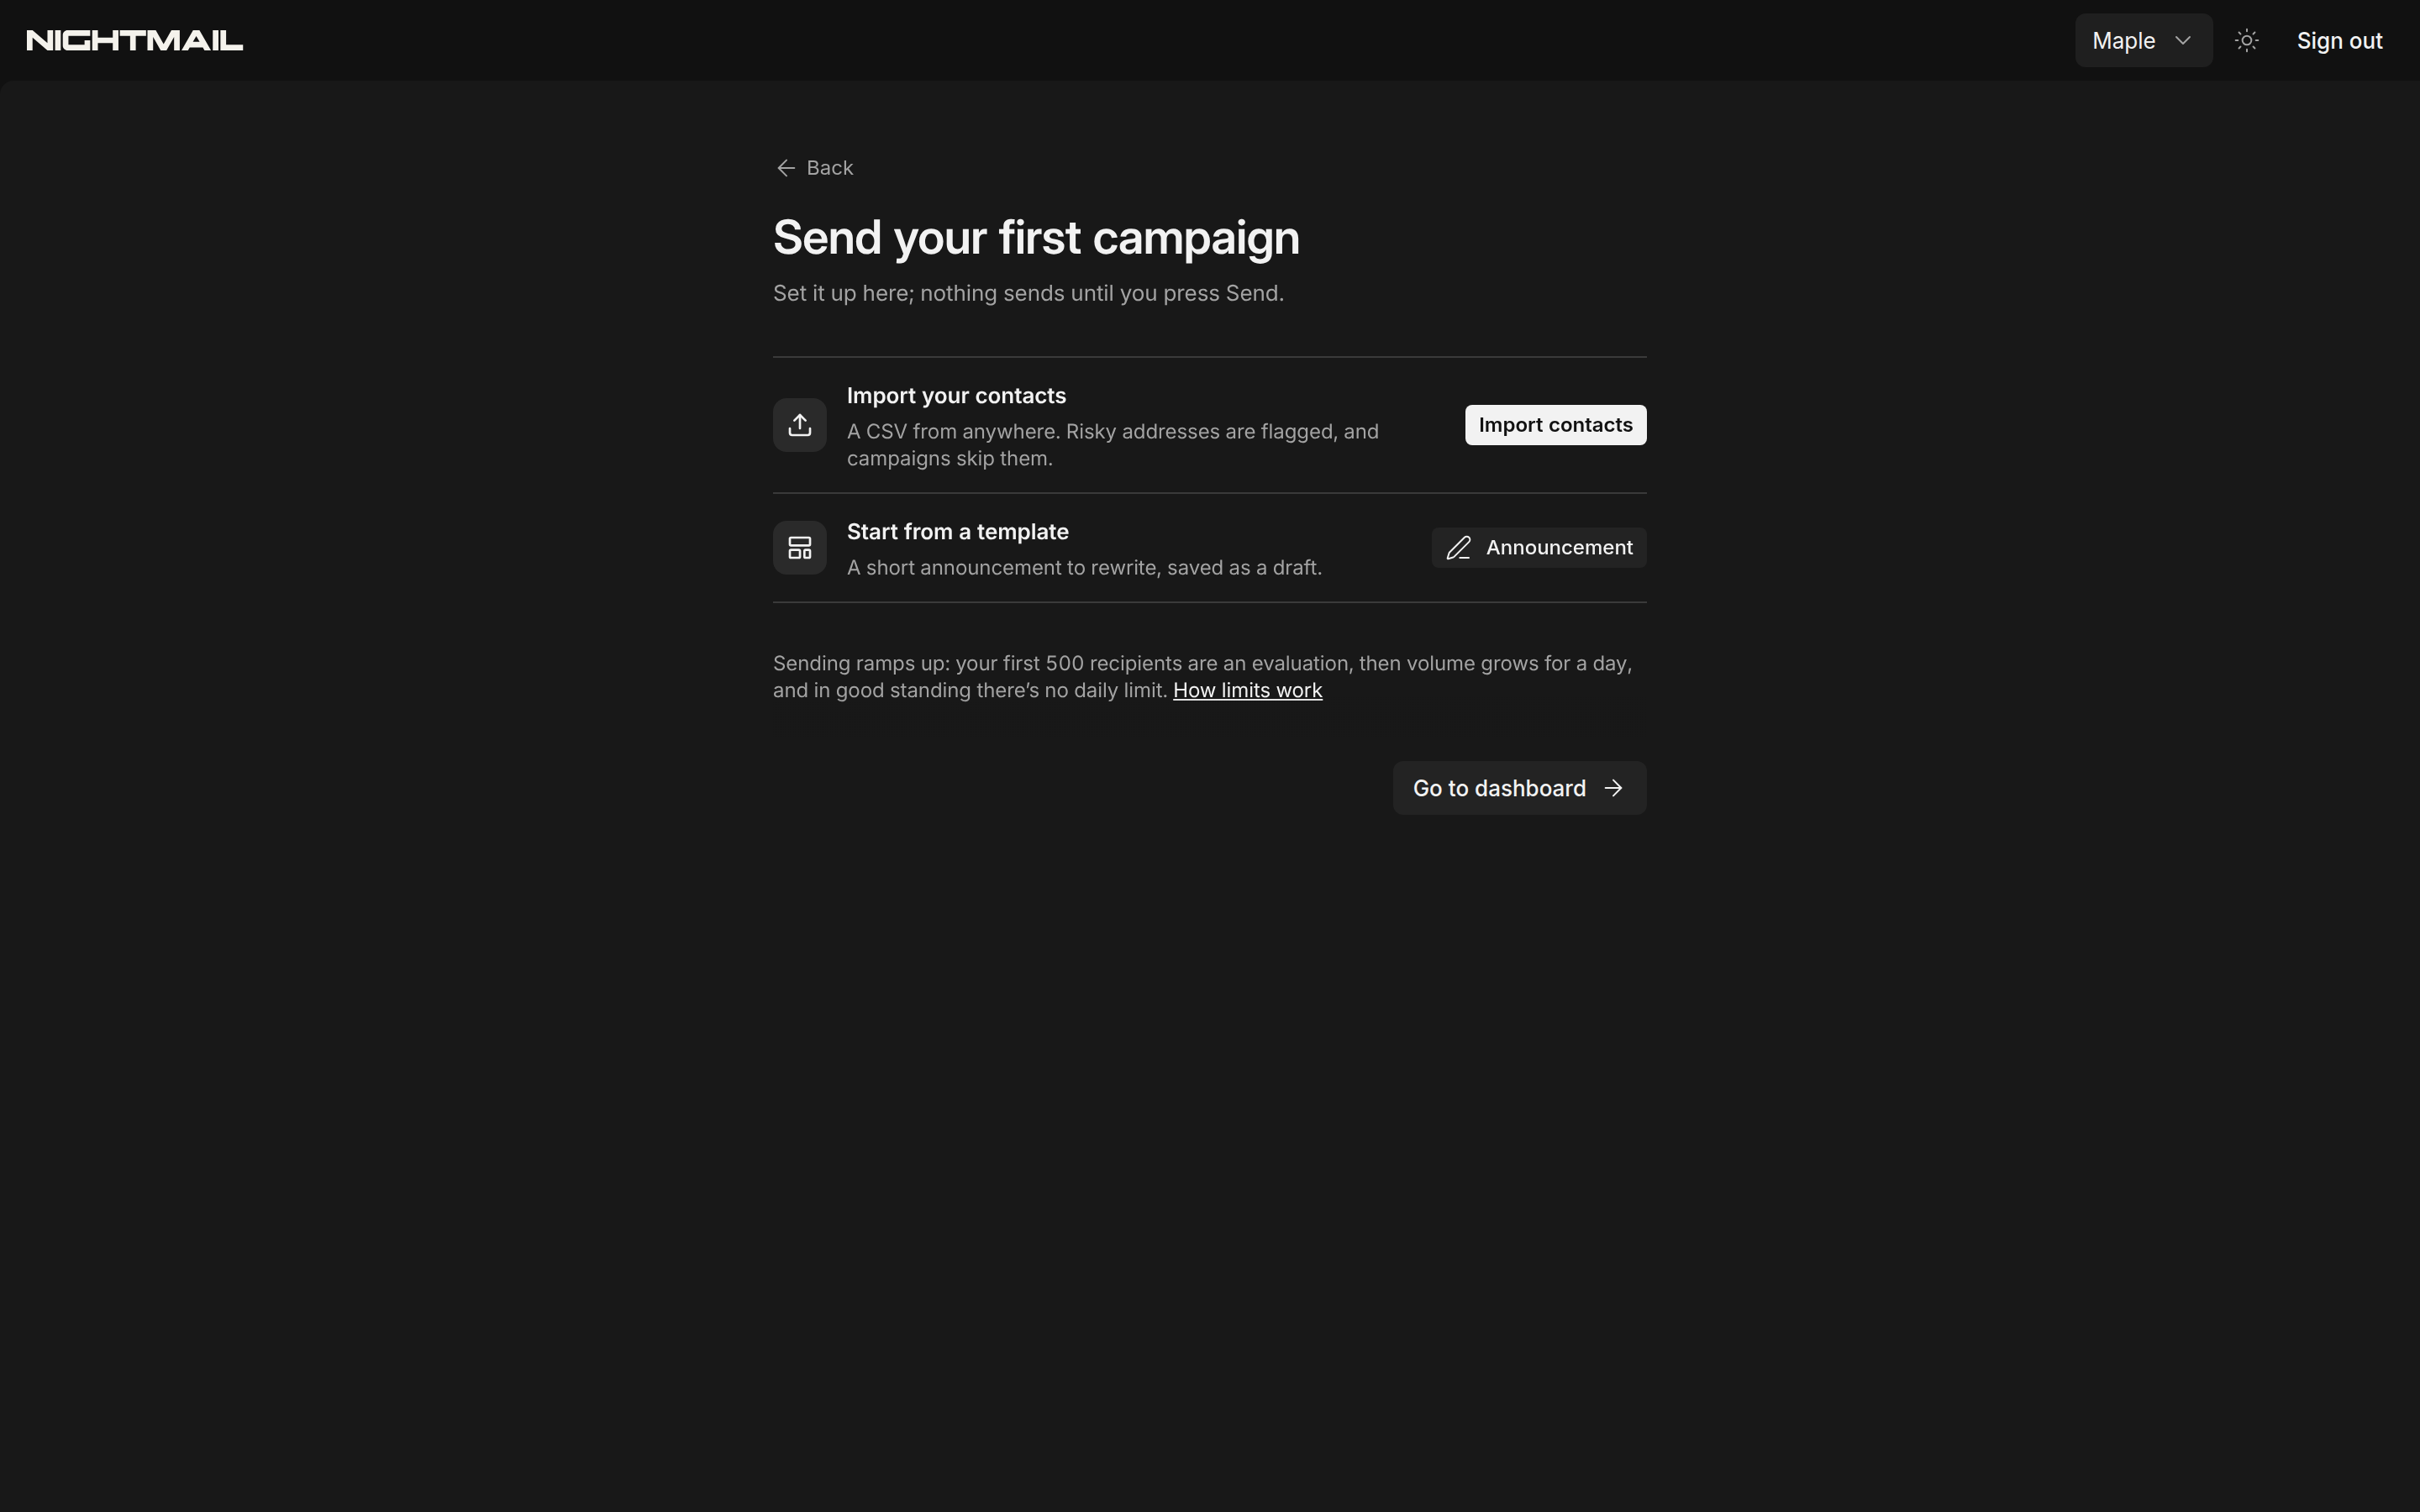 NIGHTMAIL
Maple
Sign out
Back
Send your first campaign
Set it up here; nothing sends until you press Send.
Import your contacts
A CSV from anywhere. Risky addresses are flagged, and
campaigns skip them.
Import contacts
Start from a template
A short announcement to rewrite, saved as a draft.
Announcement
Sending ramps up: your first 500 recipients are an evaluation, then volume grows for a day,
and in good standing there’s no daily limit. How limits work
Go to dashboard